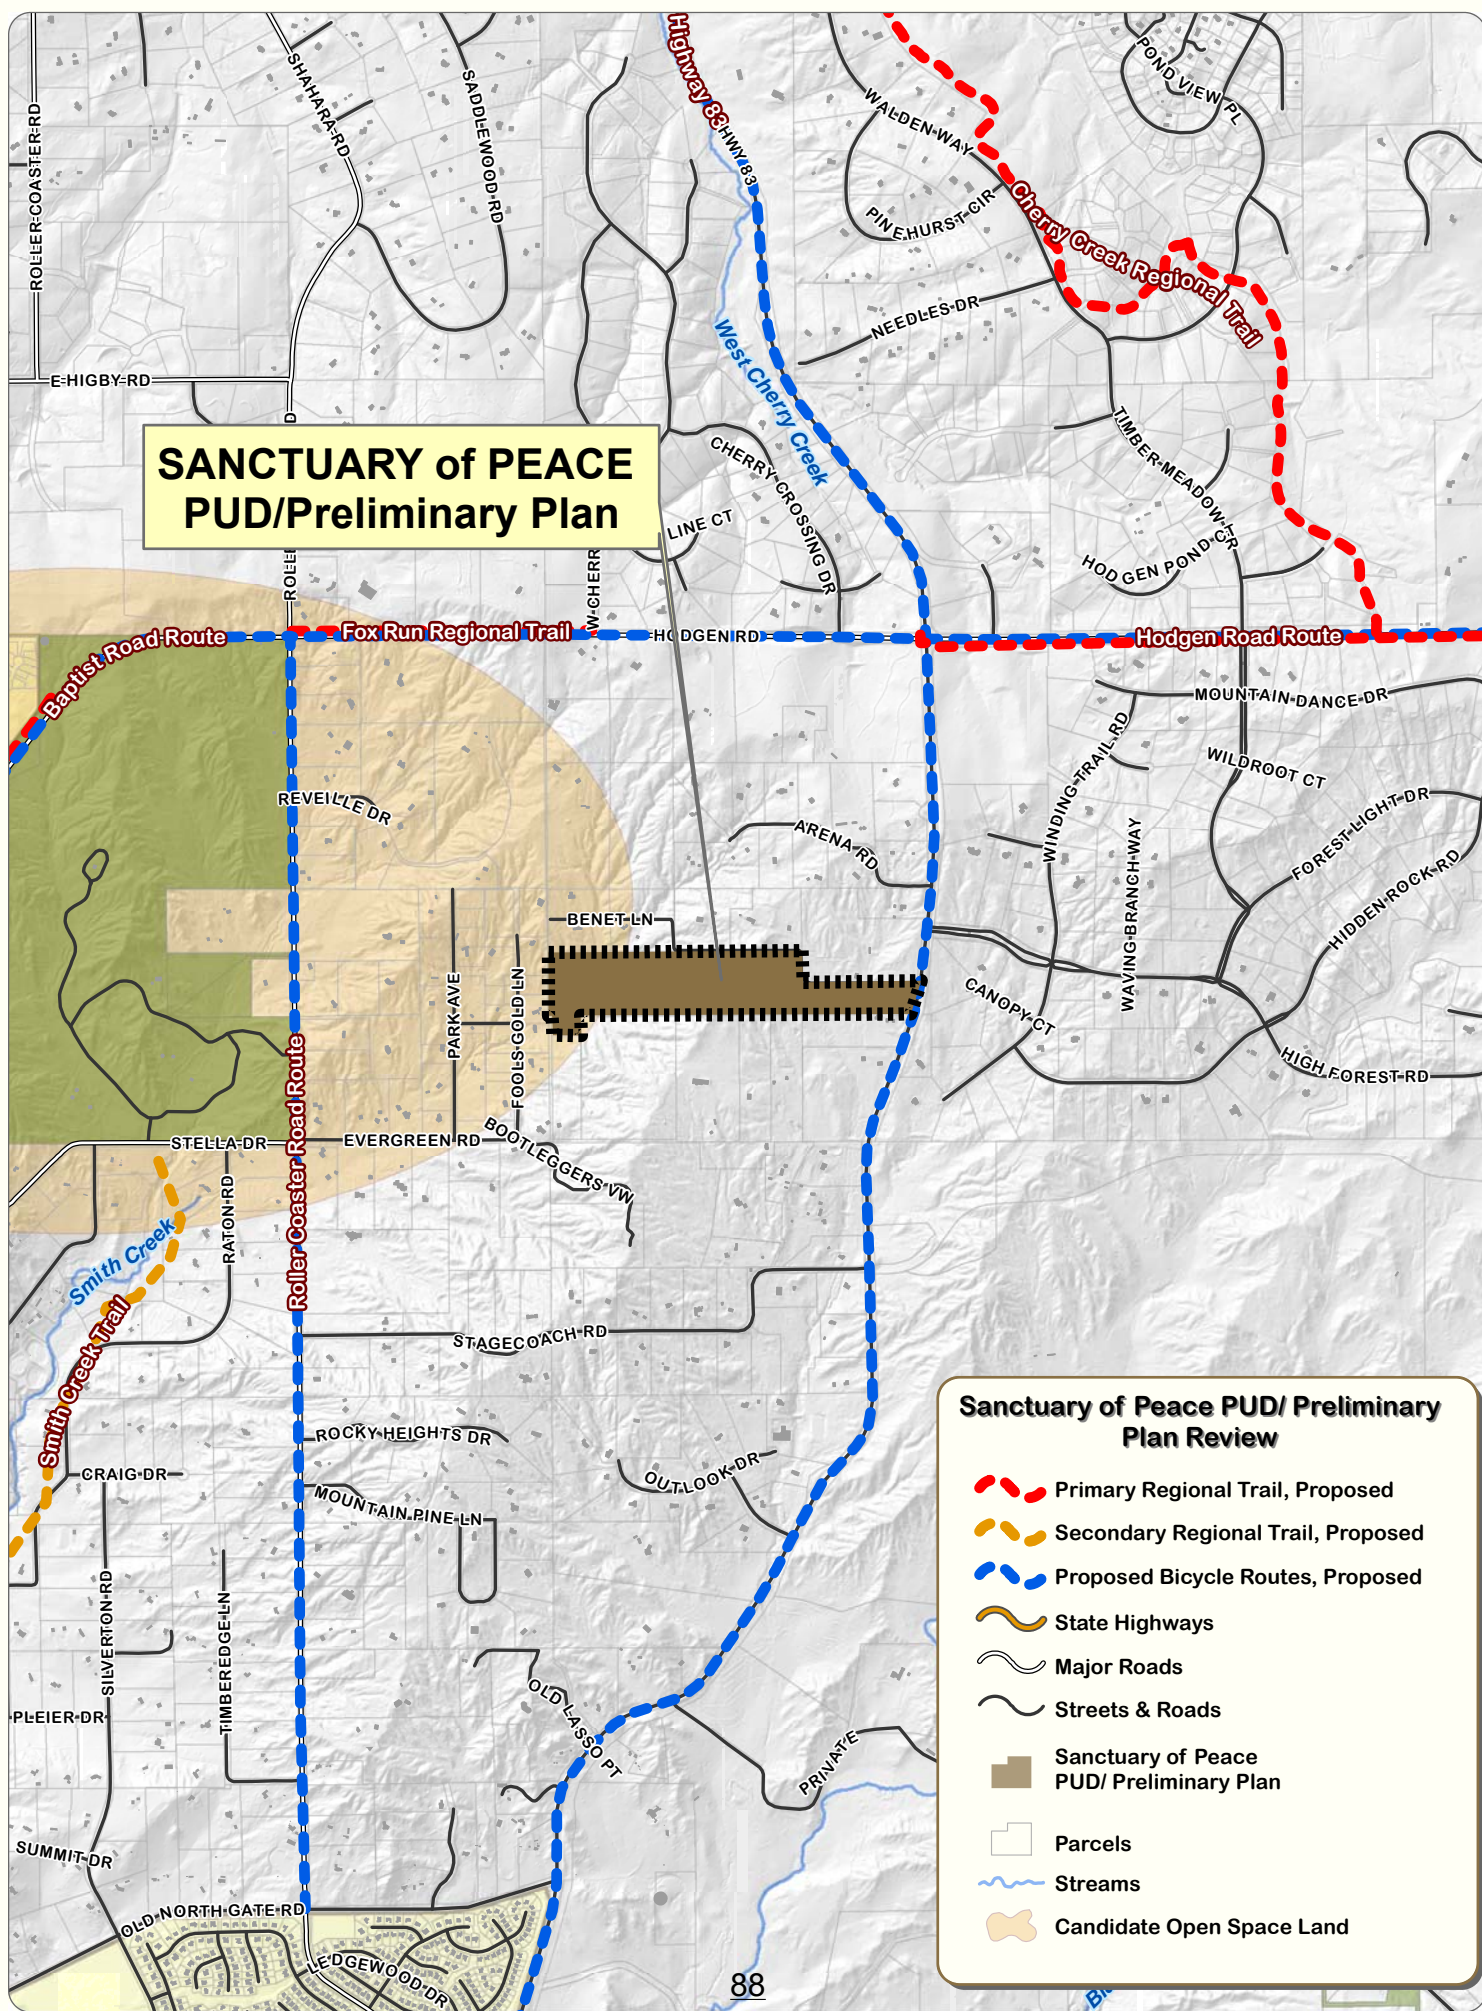 Highway 83
HWY 83
ROLLER COASTER RD
SHAHARA RD
SADDLEWOOD RD
WALDEN WAY
POND VIEW PL
PINEHURST CIR
Cherry Creek Regional Trail
NEEDLES DR
West Cherry Creek
E HIGBY RD
SANCTUARY of PEACE
PUD/Preliminary Plan
CHERRY CROSSING DR
LINE CT
TIMBER MEADOW
HODGEN POND
W CHERR
Baptist Road Route
Fox Run Regional Trail
HODGEN RD
Hodgen Road Route
MOUNTAIN DANCE DR
WINDING TRAIL RD
WILDROOT CT
REVEILLE DR
ARENA RD
FOREST LIGHT DR
WAVING BRANCH WAY
HIDDEN ROCK RD
BENET LN
PARK AVE
FOOLS GOLD LN
CANOPY CT
HIGH FOREST RD
Roller Coaster Road Route
STELLA DR
EVERGREEN RD
BOOTLEGGERS VW
RATON RD
Smith Creek
Smith Creek Trail
STAGECOACH RD
ROCKY HEIGHTS DR
CRAIG DR
OUTLOOK DR
MOUNTAIN PINE LN
SILVERTON RD
TIMBEREDGE LN
OLD LASSO PT
PLEIER DR
PRIVATE
SUMMIT DR
OLD NORTH GATE RD
LEDGEWOOD DR
88
Sanctuary of Peace PUD/ Preliminary
Plan Review
Primary Regional Trail, Proposed
Secondary Regional Trail, Proposed
Proposed Bicycle Routes, Proposed
State Highways
Major Roads
Streets & Roads
Sanctuary of Peace
PUD/ Preliminary Plan
Parcels
Streams
Candidate Open Space Land